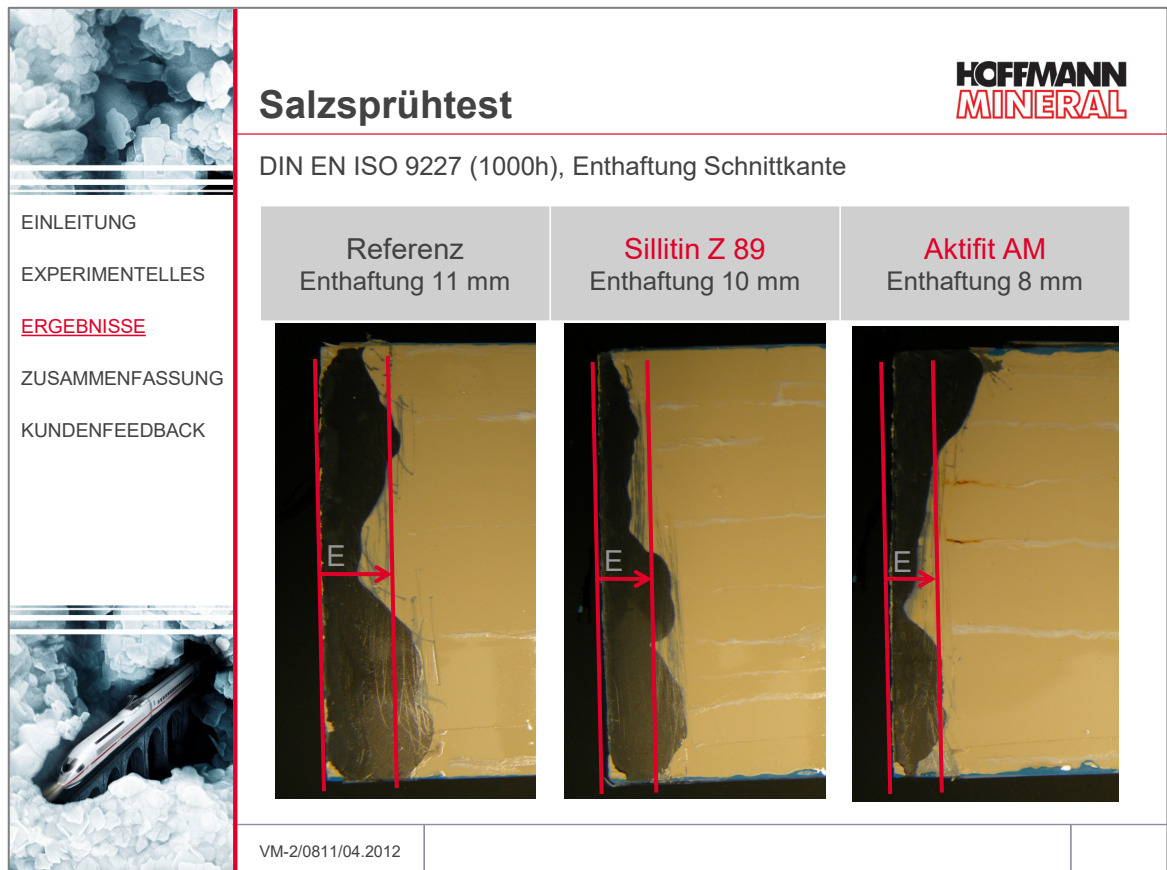 Salzsprühtest
HOFFMANN
MINERAL
DIN EN ISO 9227 (1000h), Enthaftung Schnittkante
EINLEITUNG
EXPERIMENTELLES
ERGEBNISSE
ZUSAMMENFASSUNG
KUNDENFEEDBACK
Referenz
Enthaftung 11 mm
Sillitin Z 89
Enthaftung 10 mm
Aktifit AM
Enthaftung 8 mm
E
E
E
VM-2/0811/04.2012